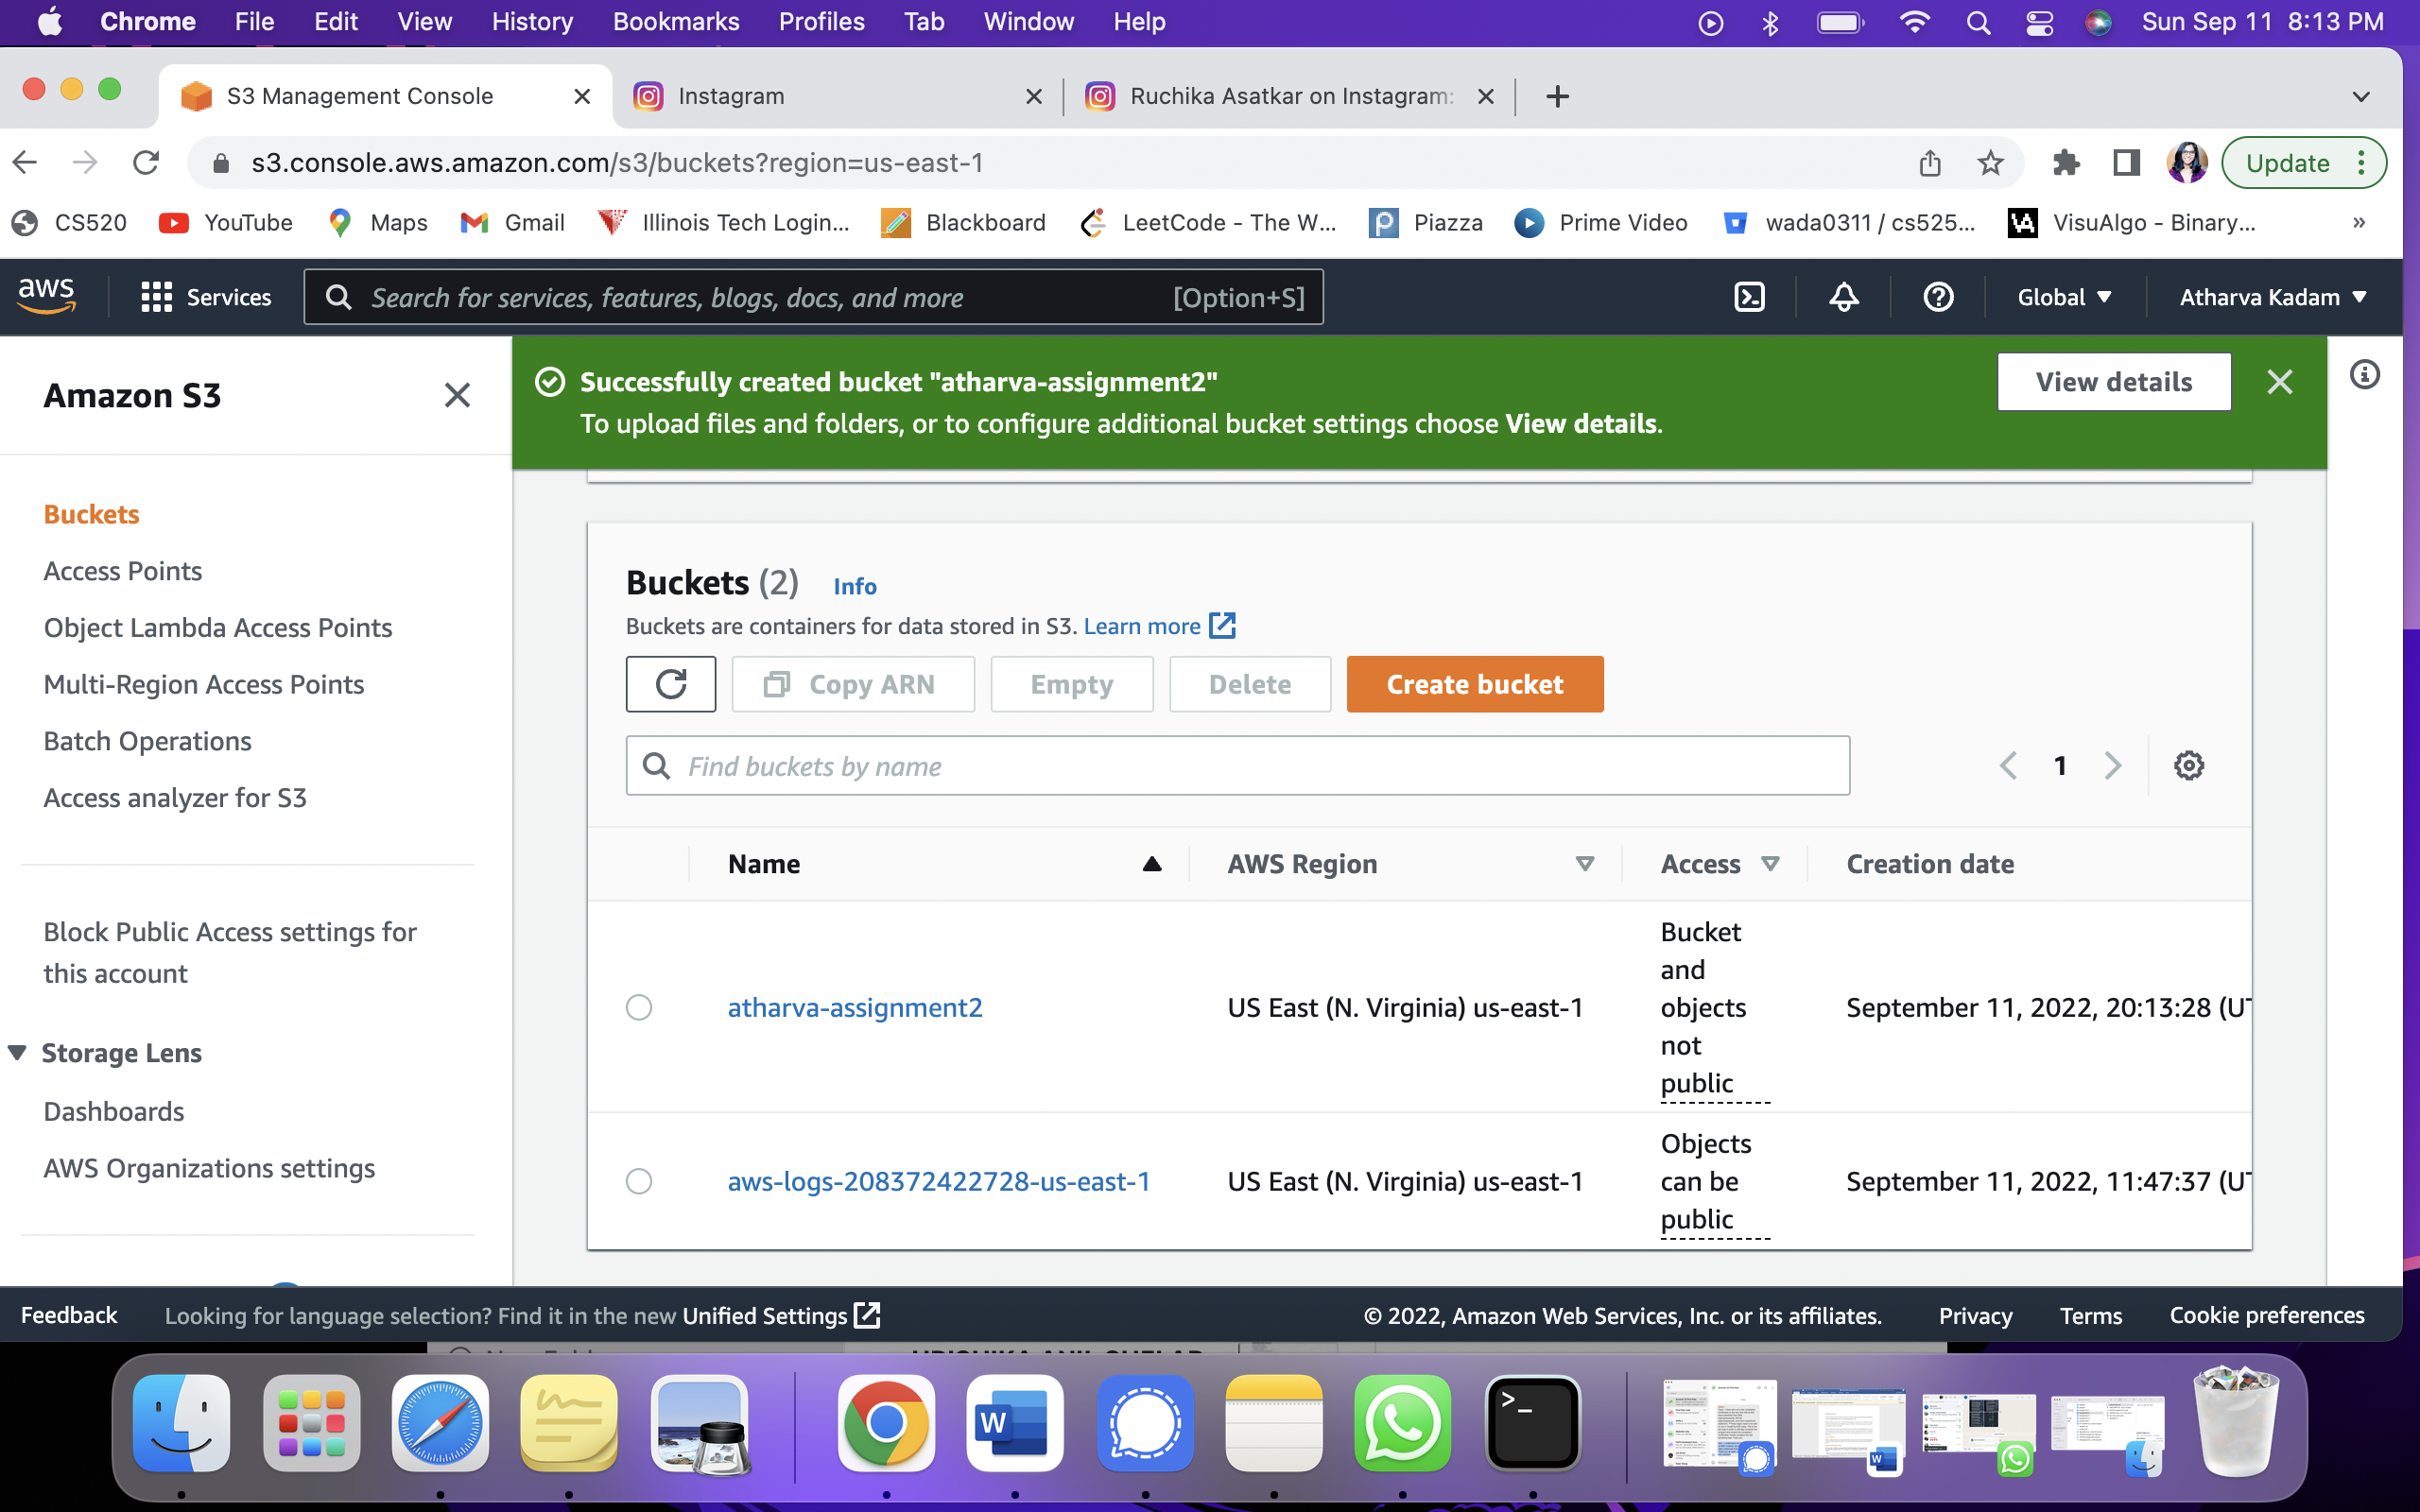 Chrome File Edit View History Bookmarks Profiles Tab Window Help Sun Sep 11 8:13 PM
S3 Management Console Instagram Ruchika Asatkar on Instagram:
s3.console.aws.amazon.com/s3/buckets?region=us-east-1 Update
CS520 YouTube Maps Gmail Illinois Tech Login... Blackboard LeetCode - The W... Piazza Prime Video wada0311 / cs525... VisuAlgo - Binary... »
aws Services Search for services, features, blogs, docs, and more [Option+S] Global Atharva Kadam
Amazon S3
Buckets
Access Points
Object Lambda Access Points
Multi-Region Access Points
Batch Operations
Access analyzer for S3
Block Public Access settings for
this account
Storage Lens
Dashboards
AWS Organizations settings
Successfully created bucket "atharva-assignment2"
To upload files and folders, or to configure additional bucket settings choose View details.
View details
Buckets (2) Info
Buckets are containers for data stored in S3. Learn more
Copy ARN Empty Delete Create bucket
Find buckets by name 1
Name AWS Region Access Creation date
atharva-assignment2 US East (N. Virginia) us-east-1 Bucket and objects not public September 11, 2022, 20:13:28 (UT
aws-logs-208372422728-us-east-1 US East (N. Virginia) us-east-1 Objects can be public September 11, 2022, 11:47:37 (UT
Feedback Looking for language selection? Find it in the new Unified Settings © 2022, Amazon Web Services, Inc. or its affiliates. Privacy Terms Cookie preferences
W >_ W